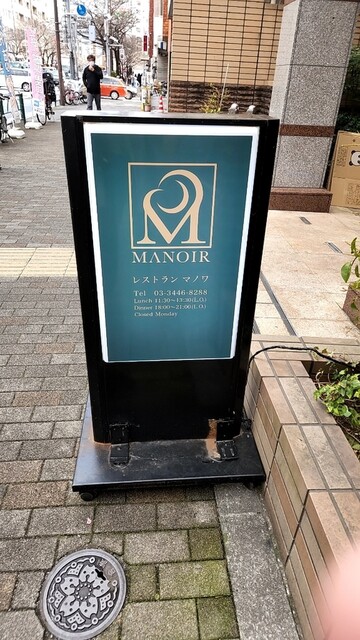 M
MANOIR
レストラン マノワ
Tel 03-3446-8288
Lunch 11:30〜13:30(L.O.)
Dinner 18:00〜21:00(L.O.)
Closed Monday